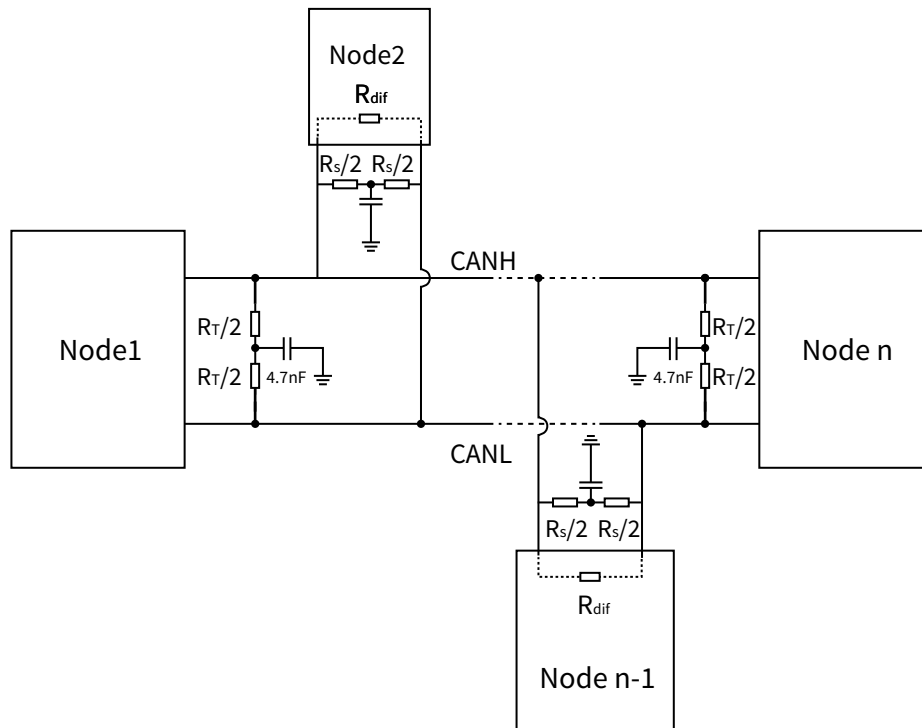 Node2
Rdif
Rs/2 Rs/2
CANH
RT/2
RT/2
4.7nF
Node1
RT/2
RT/2
4.7nF
Node n
CANL
Rs/2 Rs/2
Rdif
Node n-1